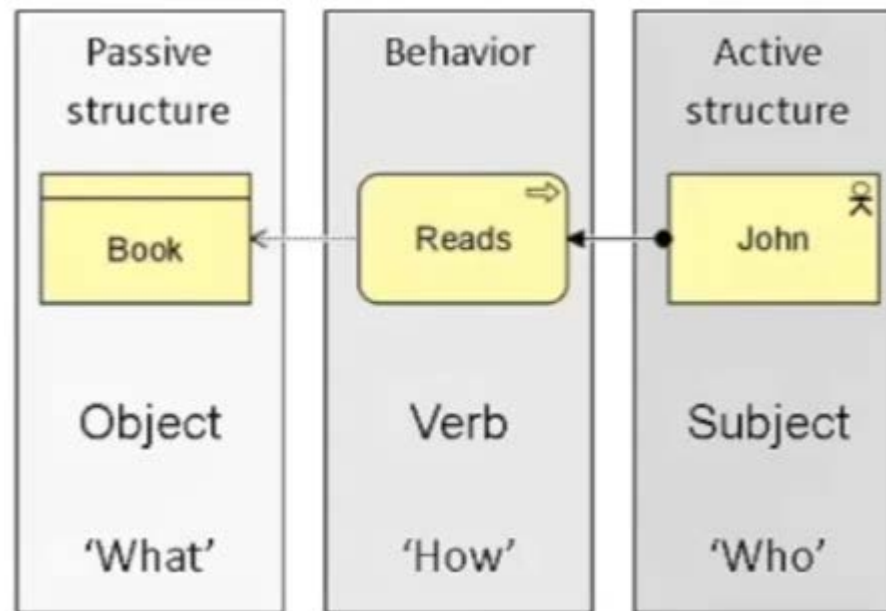 Passive
structure
Book
Object
‘What’
Behavior
Reads
Verb
‘How’
Active
structure
John
Subject
‘Who’